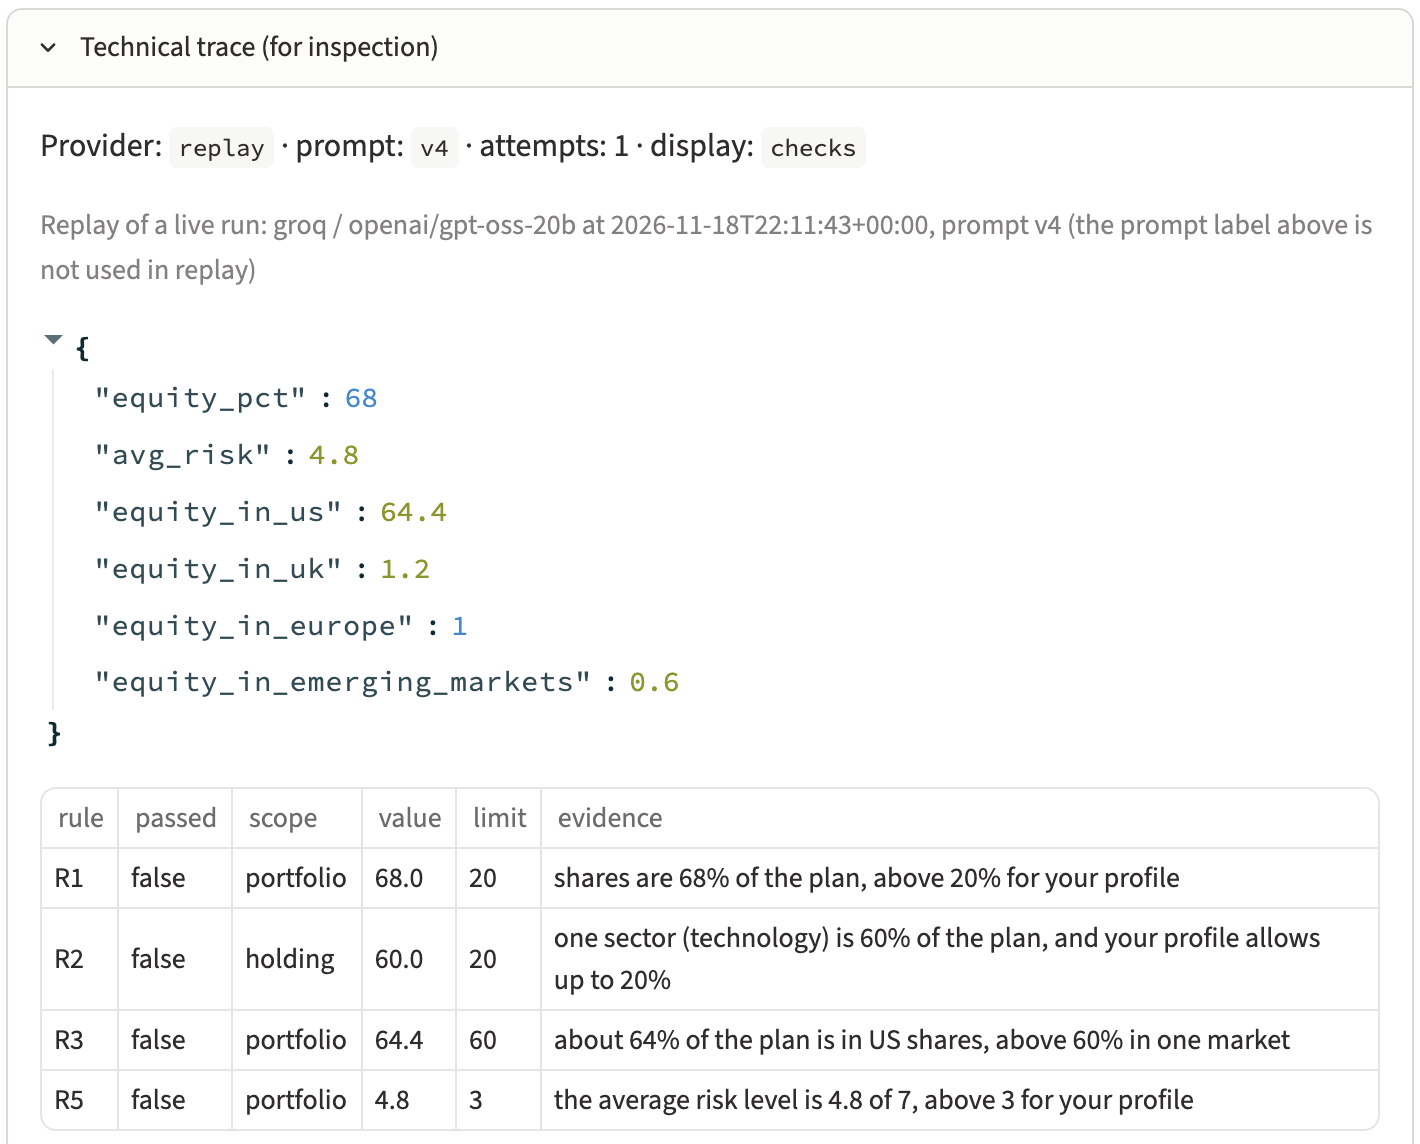 Technical trace (for inspection)
Provider: replay · prompt: v4 · attempts: 1 · display: checks
Replay of a live run: groq / openai/gpt-oss-20b at 2026-11-18T22:11:43+00:00, prompt v4 (the prompt label above is
not used in replay)
{
"equity_pct" : 68
"avg_risk" : 4.8
"equity_in_us" : 64.4
"equity_in_uk" : 1.2
"equity_in_europe" : 1
"equity_in_emerging_markets" : 0.6
}
rule passed scope value limit evidence
R1 false portfolio 68.0 20 shares are 68% of the plan, above 20% for your profile
R2 false holding 60.0 20 one sector (technology) is 60% of the plan, and your profile allows
up to 20%
R3 false portfolio 64.4 60 about 64% of the plan is in US shares, above 60% in one market
R5 false portfolio 4.8 3 the average risk level is 4.8 of 7, above 3 for your profile